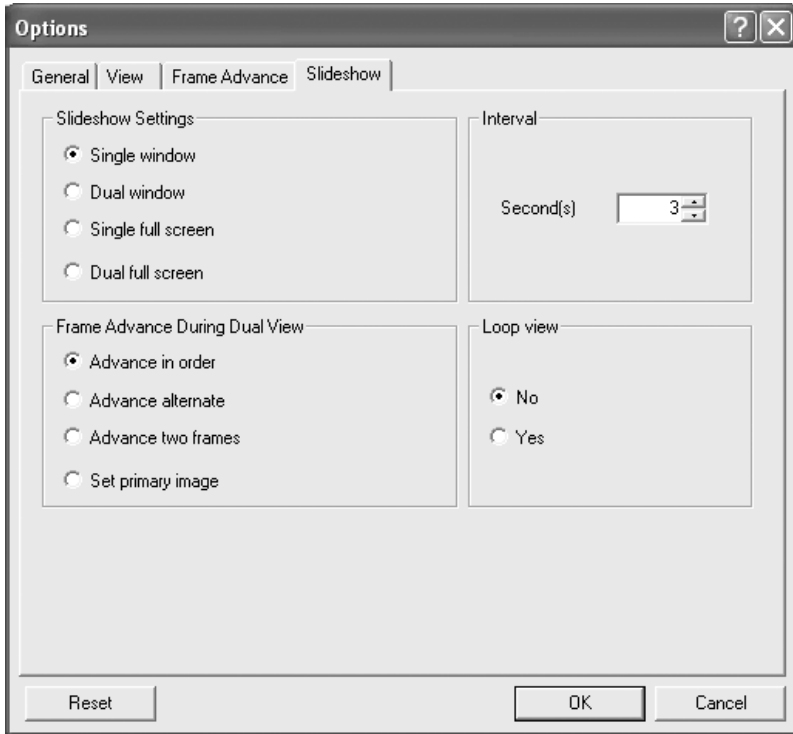 Options
General View Frame Advance Slideshow
Slideshow Settings
Single window
Dual window
Single full screen
Dual full screen
Interval
Second(s) 3
Frame Advance During Dual View
Advance in order
Advance alternate
Advance two frames
Set primary image
Loop view
No
Yes
Reset OK Cancel